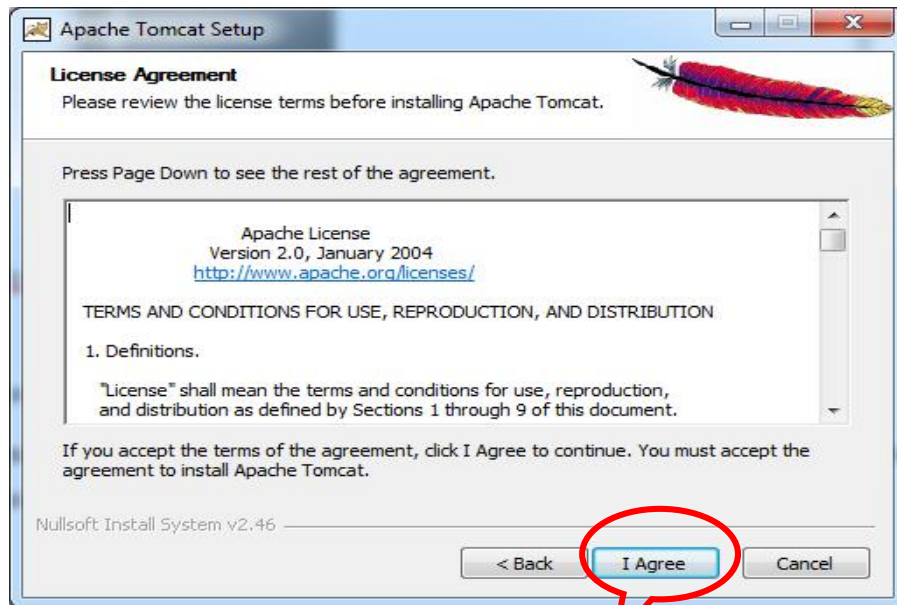 Apache Tomcat Setup
License Agreement
Please review the license terms before installing Apache Tomcat.
Press Page Down to see the rest of the agreement.
Apache License
Version 2.0, January 2004
http://www.apache.org/licenses/
TERMS AND CONDITIONS FOR USE, REPRODUCTION, AND DISTRIBUTION
1. Definitions.
"License" shall mean the terms and conditions for use, reproduction,
and distribution as defined by Sections 1 through 9 of this document.
If you accept the terms of the agreement, click I Agree to continue. You must accept the
agreement to install Apache Tomcat.
Nullsoft Install System v2.46
< Back I Agree Cancel